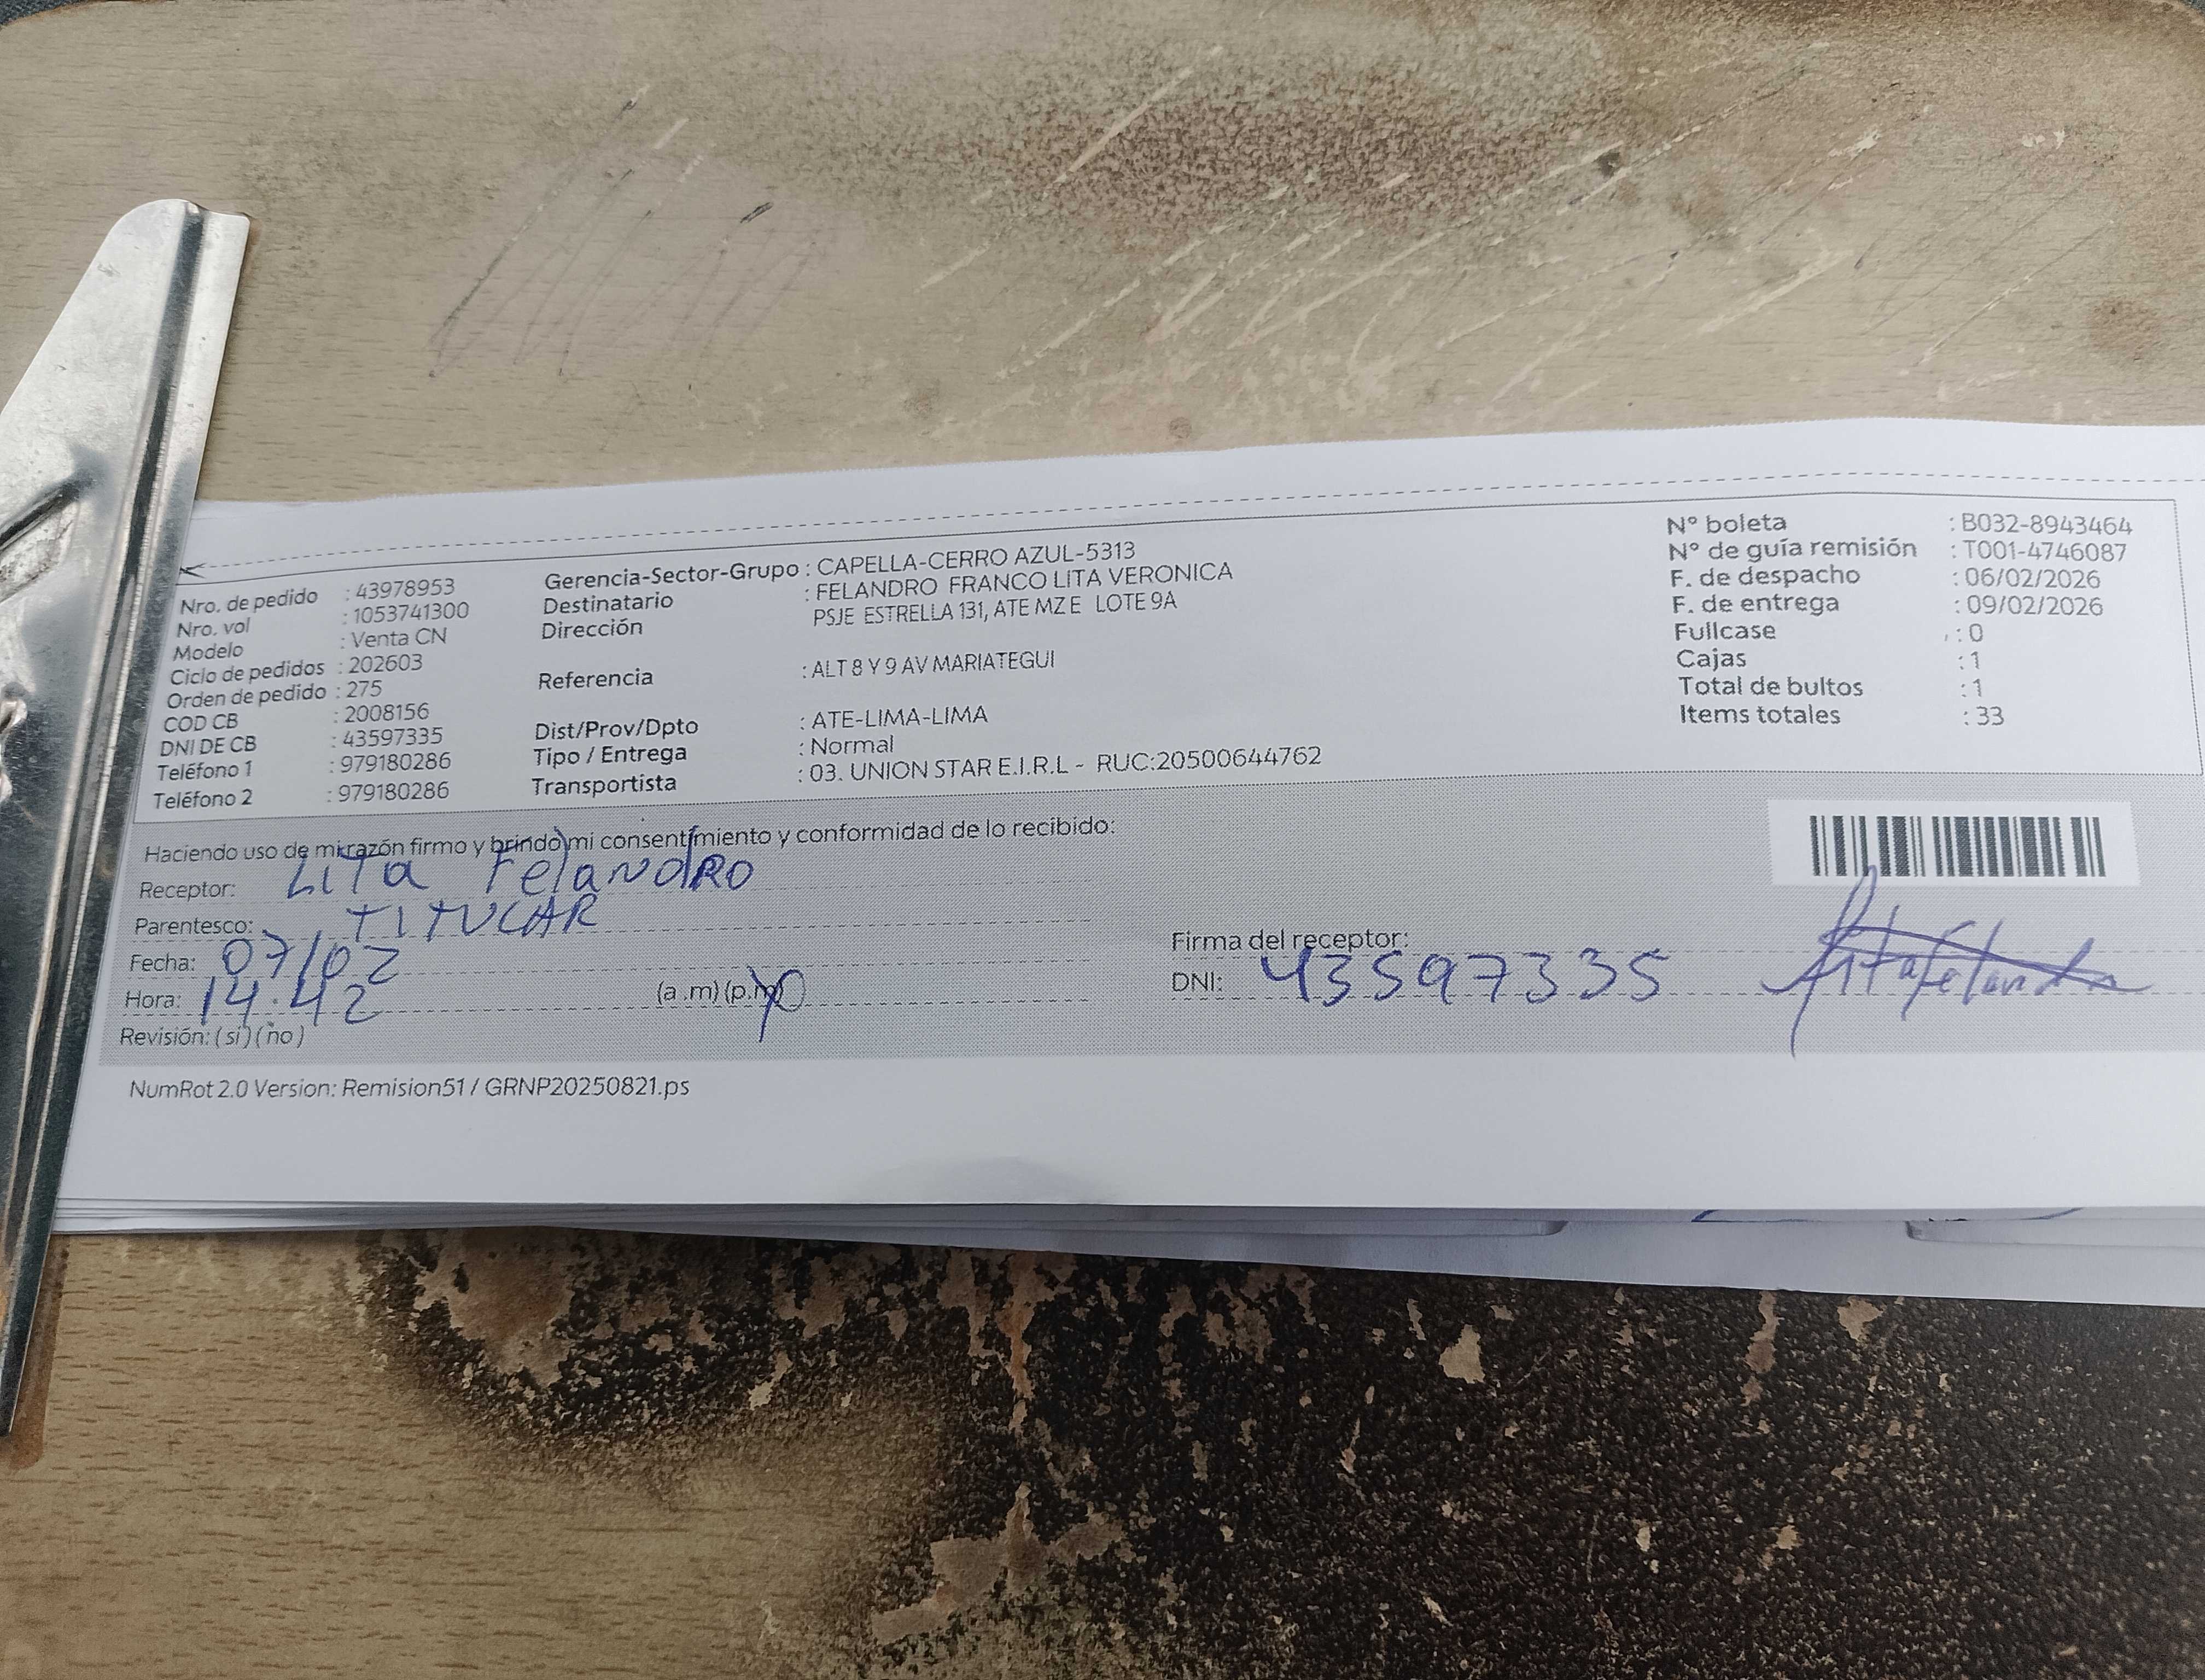 Nro. de pedido : 43978953
Nro. vol : 1053741300
Modelo : Venta CN
Ciclo de pedidos : 202603
Orden de pedido : 275
COD CB : 2008156
DNI DE CB : 43597335
Teléfono 1 : 979180286
Teléfono 2 : 979180286
Gerencia-Sector-Grupo : CAPELLA-CERRO AZUL-5313
Destinatario : FELANDRO FRANCO LITA VERONICA
Dirección PSJE ESTRELLA 131, ATE MZ E LOTE 9A
Referencia : ALT 8 Y 9 AV MARIATEGUI
Dist/Prov/Dpto : ATE-LIMA-LIMA
Tipo / Entrega : Normal
Transportista : 03. UNION STAR E.I.R.L - RUC:20500644762
N° boleta : B032-8943464
N° de guía remisión : T001-4746087
F. de despacho : 06/02/2026
F. de entrega : 09/02/2026
Fullcase : 0
Cajas : 1
Total de bultos : 1
Items totales : 33
Haciendo uso de mi razón firmo y brindo mi consentimiento y conformidad de lo recibido:
Receptor: LiTa FelandRO
Parentesco: TITULAR
Fecha: 07/02
Hora: 14:42 (a .m) (p.m)
Revisión: ( si ) ( no )
Firma del receptor: Lita Felandro
DNI: 43597335
NumRot 2.0 Version: Remision51 / GRNP20250821.ps